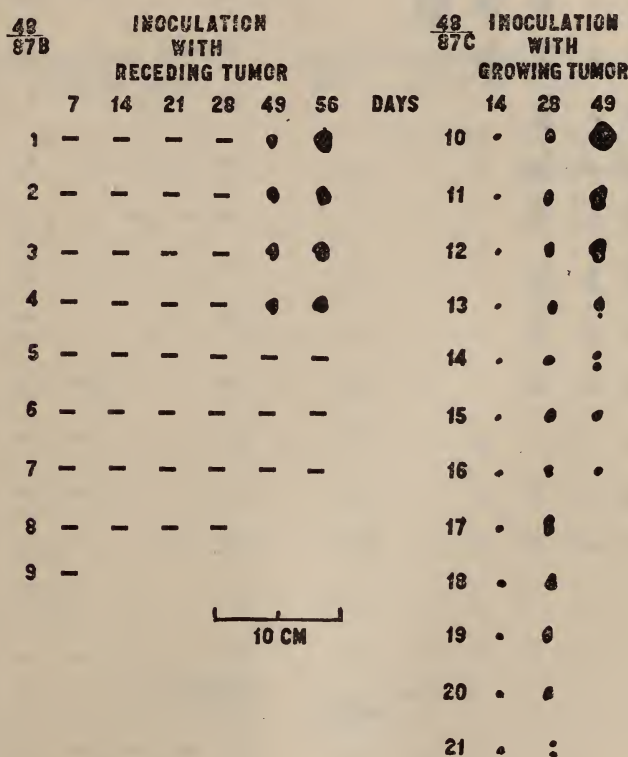 48/87B INOCULATION
WITH
RECEDING TUMOR
7 14 21 28 49 56 DAYS
1 – – – –
2 – – – –
3 – – – –
4 – – – –
5 – – – – – –
6 – – – – – –
7 – – – – – –
8 – – – –
9 –
10 CM
48/87C INOCULATION
WITH
GROWING TUMOR
14 28 49
10
11
12
13
14
15
16
17
18
19
20
21